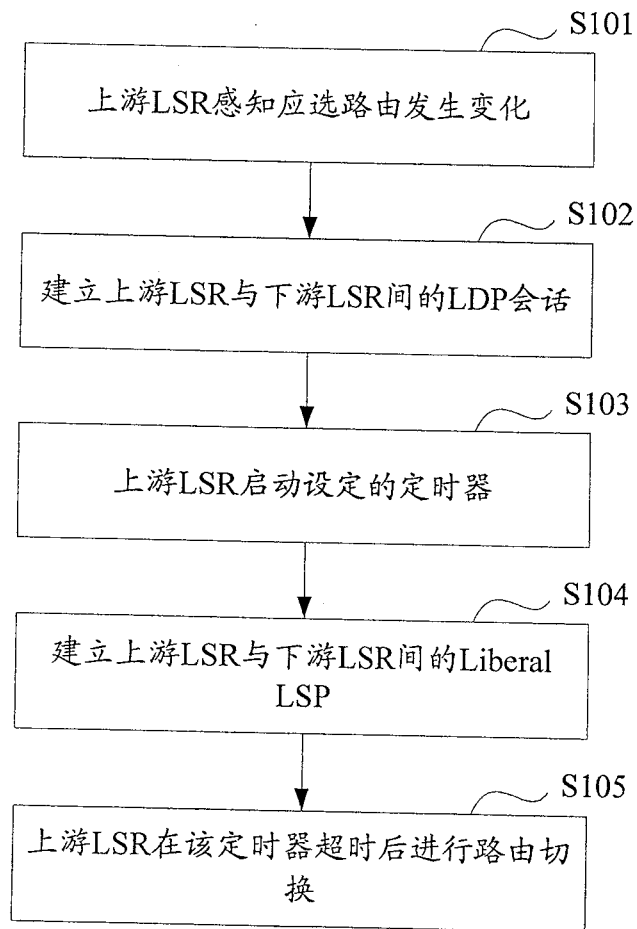 S101
上游LSR感知应选路由发生变化
S102
建立上游LSR与下游LSR间的LDP会话
S103
上游LSR启动设定的定时器
S104
建立上游LSR与下游LSR间的Liberal
LSP
S105
上游LSR在该定时器超时后进行路由切
换